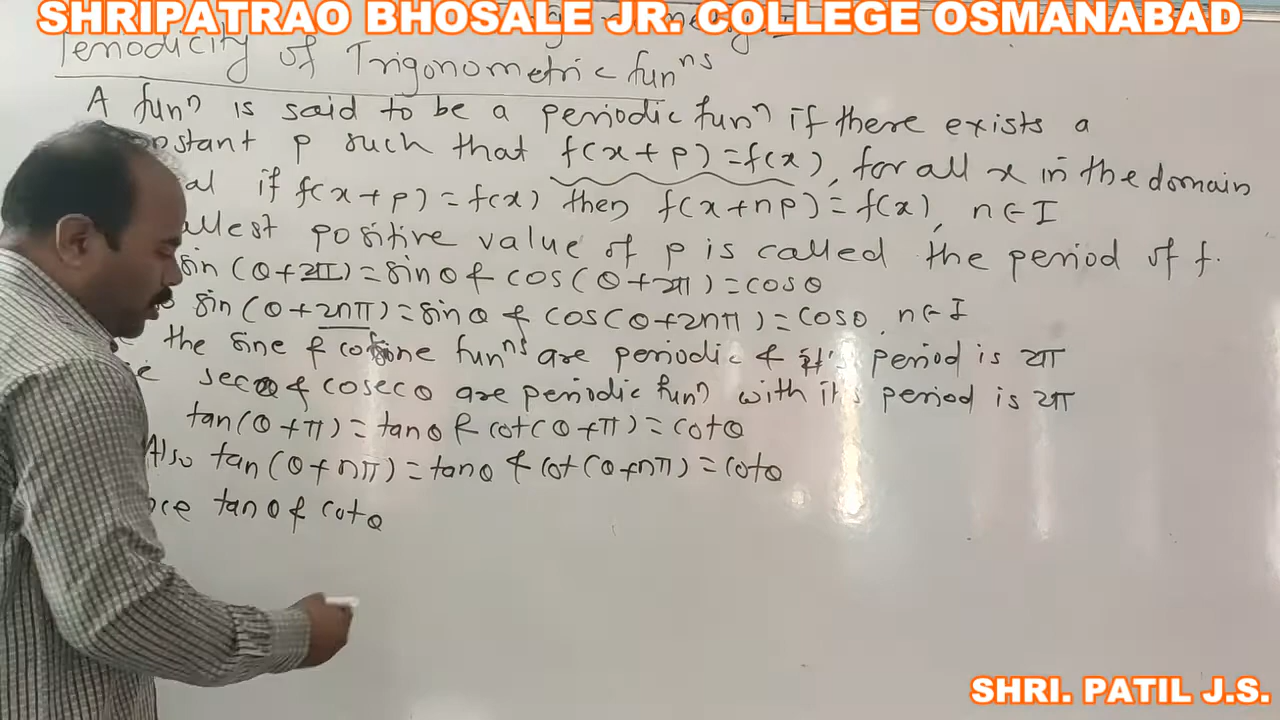 SHRIPATRAO BHOSALE JR. COLLEGE OSMANABAD
Periodicity of Trigonometric funⁿˢ
A funⁿ is said to be a periodic funⁿ if there exists a
constant p such that f(x+p)=f(x), for all x in the domain
if f(x+p)=f(x) then f(x+np)=f(x), n∈I
allest positive value of p is called the period of f.
sin(θ+2π)=sinθ & cos(θ+2π)=cosθ
sin(θ+2nπ)=sinθ & cos(θ+2nπ)=cosθ, n∈I
the sine & cosine funⁿˢ are periodic & it's period is 2π
secθ & cosecθ are periodic funⁿ with it's period is 2π
tan(θ+π)=tanθ & cot(θ+π)=cotθ
Also tan(θ+nπ)=tanθ & cot(θ+nπ)=cotθ
nce tanθ & cotθ
SHRI. PATIL J.S.